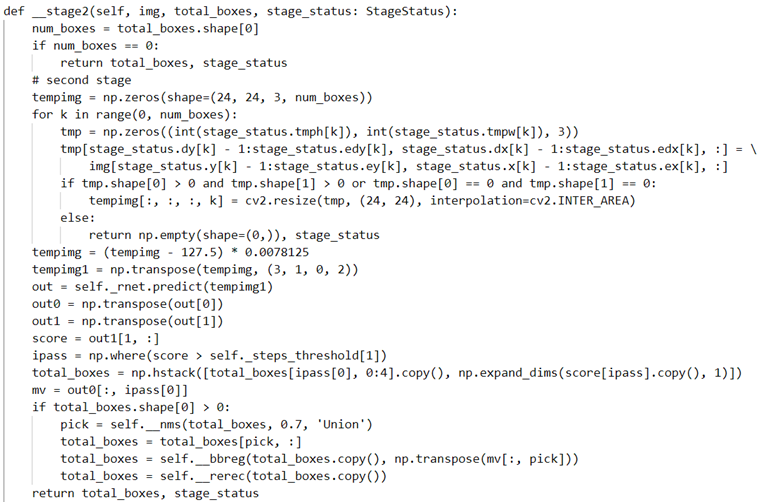 def __stage2(self, img, total_boxes, stage_status: StageStatus):
    num_boxes = total_boxes.shape[0]
    if num_boxes == 0:
        return total_boxes, stage_status
    # second stage
    tempimg = np.zeros(shape=(24, 24, 3, num_boxes))
    for k in range(0, num_boxes):
        tmp = np.zeros((int(stage_status.tmph[k]), int(stage_status.tmpw[k]), 3))
        tmp[stage_status.dy[k] - 1:stage_status.edy[k], stage_status.dx[k] - 1:stage_status.edx[k], :] = \
            img[stage_status.y[k] - 1:stage_status.ey[k], stage_status.x[k] - 1:stage_status.ex[k], :]
        if tmp.shape[0] > 0 and tmp.shape[1] > 0 or tmp.shape[0] == 0 and tmp.shape[1] == 0:
            tempimg[:, :, :, k] = cv2.resize(tmp, (24, 24), interpolation=cv2.INTER_AREA)
        else:
            return np.empty(shape=(0,)), stage_status
    tempimg = (tempimg - 127.5) * 0.0078125
    tempimg1 = np.transpose(tempimg, (3, 1, 0, 2))
    out = self._rnet.predict(tempimg1)
    out0 = np.transpose(out[0])
    out1 = np.transpose(out[1])
    score = out1[1, :]
    ipass = np.where(score > self._steps_threshold[1])
    total_boxes = np.hstack([total_boxes[ipass[0], 0:4].copy(), np.expand_dims(score[ipass].copy(), 1)])
    mv = out0[:, ipass[0]]
    if total_boxes.shape[0] > 0:
        pick = self.__nms(total_boxes, 0.7, 'Union')
        total_boxes = total_boxes[pick, :]
        total_boxes = self.__bbreg(total_boxes.copy(), np.transpose(mv[:, pick]))
        total_boxes = self.__rerec(total_boxes.copy())
    return total_boxes, stage_status